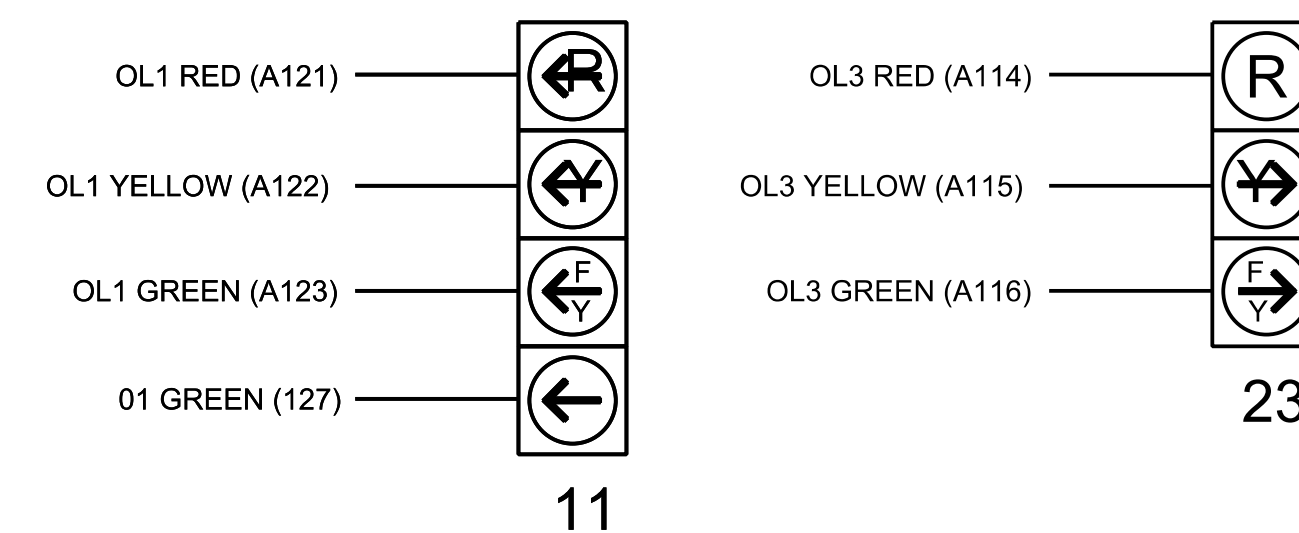 OL1 RED (A121)
R
OL1 YELLOW (A122)
Y
OL1 GREEN (A123)
F
Y
01 GREEN (127)
11
OL3 RED (A114)
R
OL3 YELLOW (A115)
Y
OL3 GREEN (A116)
F
Y
23